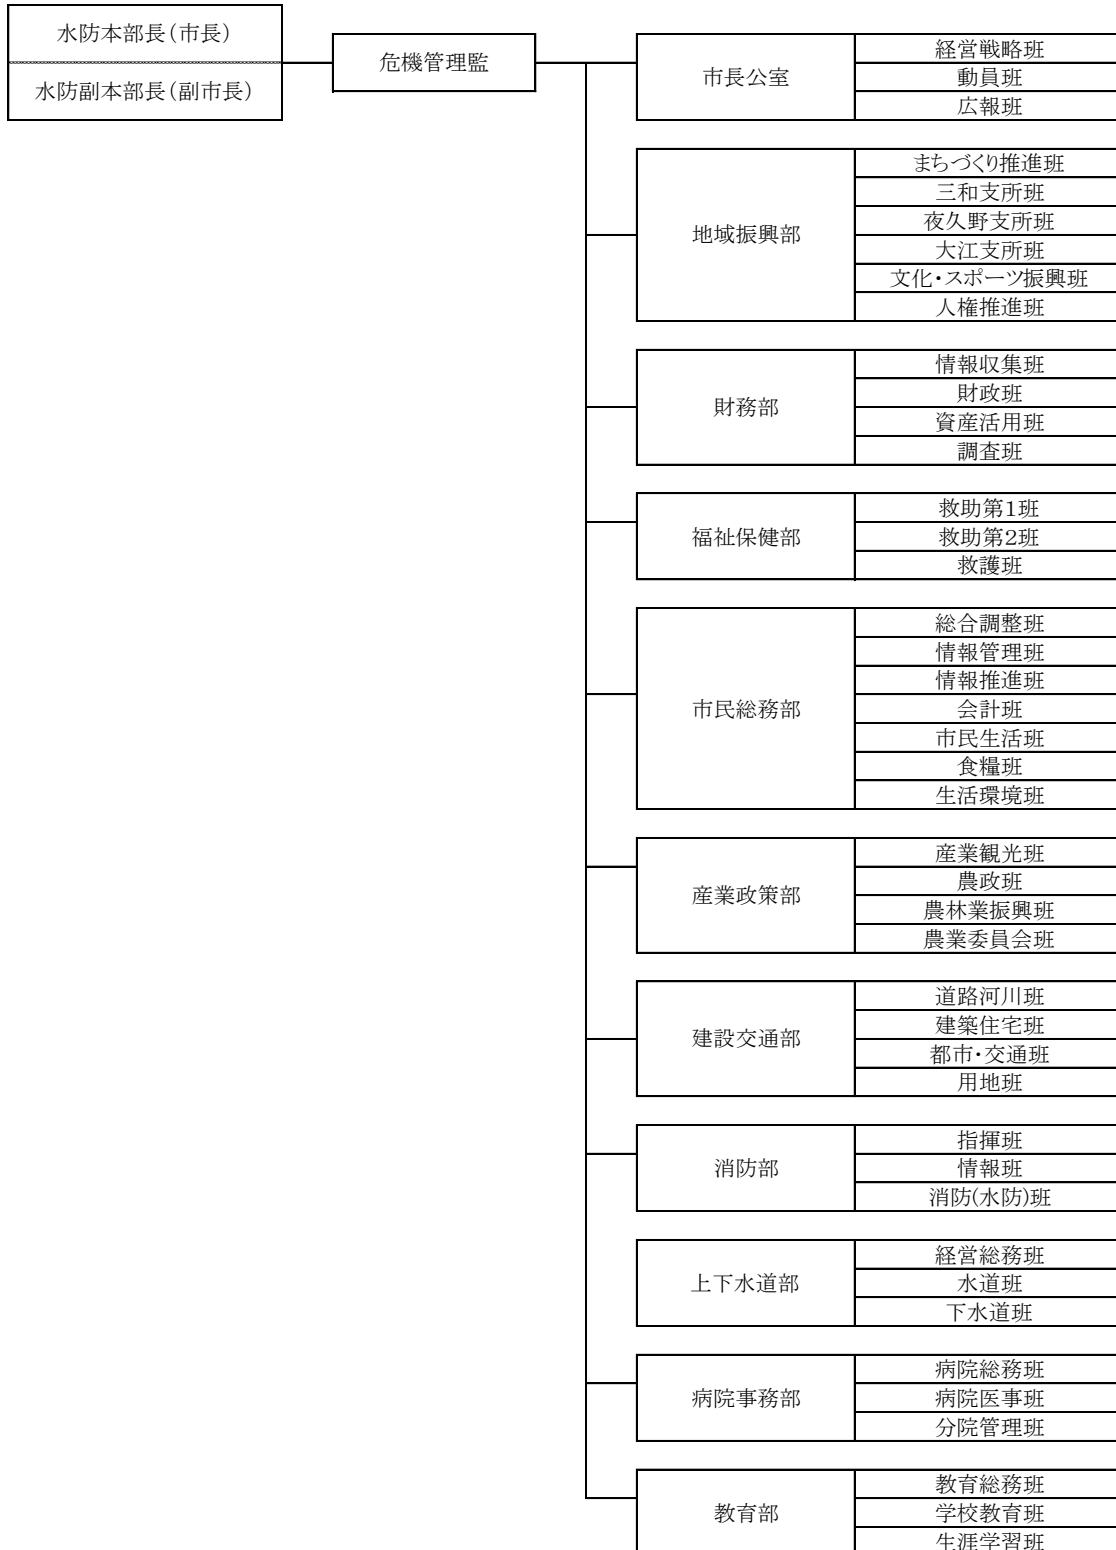 水防本部長(市長)
水防副本部長(副市長)
危機管理監
市長公室
経営戦略班
動員班
広報班
地域振興部
まちづくり推進班
三和支所班
夜久野支所班
大江支所班
文化・スポーツ振興班
人権推進班
財務部
情報収集班
財政班
資産活用班
調査班
福祉保健部
救助第1班
救助第2班
救護班
市民総務部
総合調整班
情報管理班
情報推進班
会計班
市民生活班
食糧班
生活環境班
産業政策部
産業観光班
農政班
農林業振興班
農業委員会班
建設交通部
道路河川班
建築住宅班
都市・交通班
用地班
消防部
指揮班
情報班
消防(水防)班
上下水道部
経営総務班
水道班
下水道班
病院事務部
病院総務班
病院医事班
分院管理班
教育部
教育総務班
学校教育班
生涯学習班